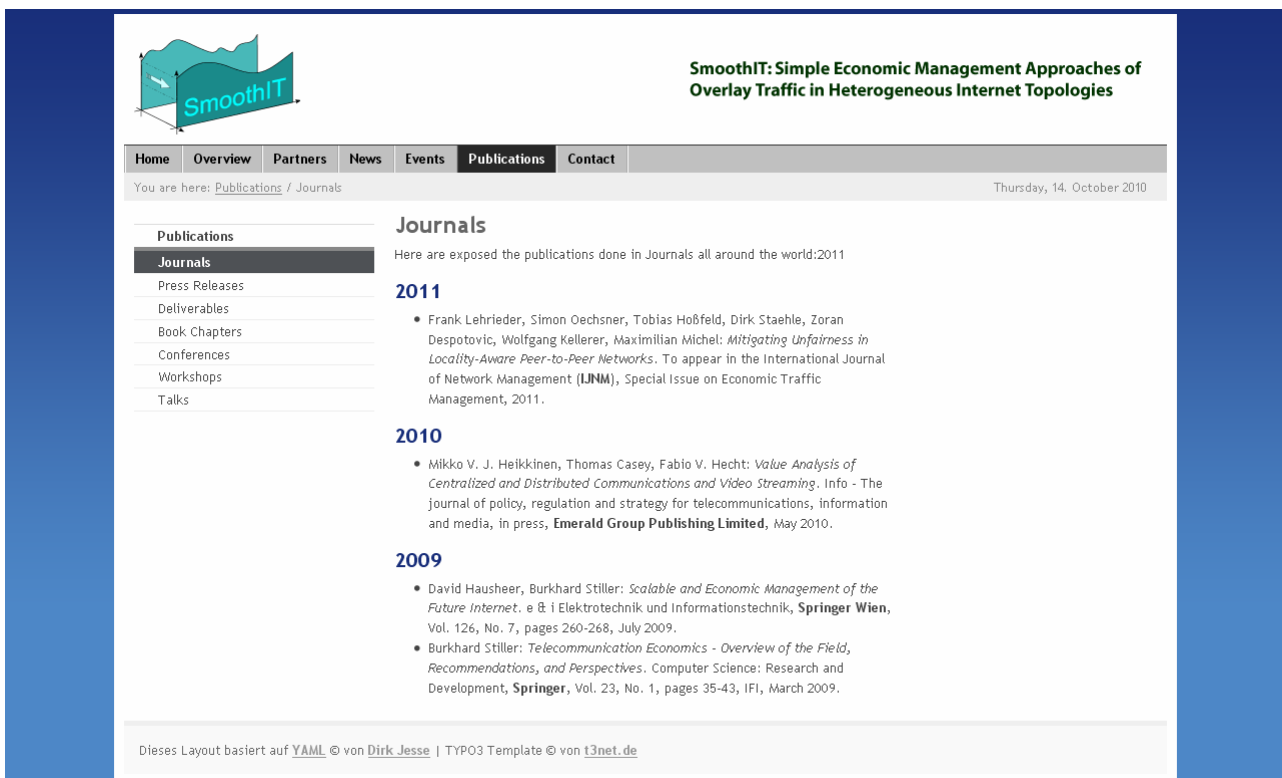 SmoothIT
SmoothIT: Simple Economic Management Approaches of
Overlay Traffic in Heterogeneous Internet Topologies
Home Overview Partners News Events Publications Contact
You are here: Publications / Journals Thursday, 14. October 2010
Publications
Journals
Press Releases
Deliverables
Book Chapters
Conferences
Workshops
Talks
Journals
Here are exposed the publications done in Journals all around the world:2011
2011
• Frank Lehrieder, Simon Oechsner, Tobias Hoßfeld, Dirk Staehle, Zoran
Despotovic, Wolfgang Kellerer, Maximilian Michel: Mitigating Unfairness in
Locality-Aware Peer-to-Peer Networks. To appear in the International Journal
of Network Management (IJNM), Special Issue on Economic Traffic
Management, 2011.
2010
• Mikko V. J. Heikkinen, Thomas Casey, Fabio V. Hecht: Value Analysis of
Centralized and Distributed Communications and Video Streaming. Info - The
journal of policy, regulation and strategy for telecommunications, information
and media, in press, Emerald Group Publishing Limited, May 2010.
2009
• David Hausheer, Burkhard Stiller: Scalable and Economic Management of the
Future Internet. e & i Elektrotechnik und Informationstechnik, Springer Wien,
Vol. 126, No. 7, pages 260-268, July 2009.
• Burkhard Stiller: Telecommunication Economics - Overview of the Field,
Recommendations, and Perspectives. Computer Science: Research and
Development, Springer, Vol. 23, No. 1, pages 35-43, IFI, March 2009.
Dieses Layout basiert auf YAML © von Dirk Jesse | TYPO3 Template © von t3net.de